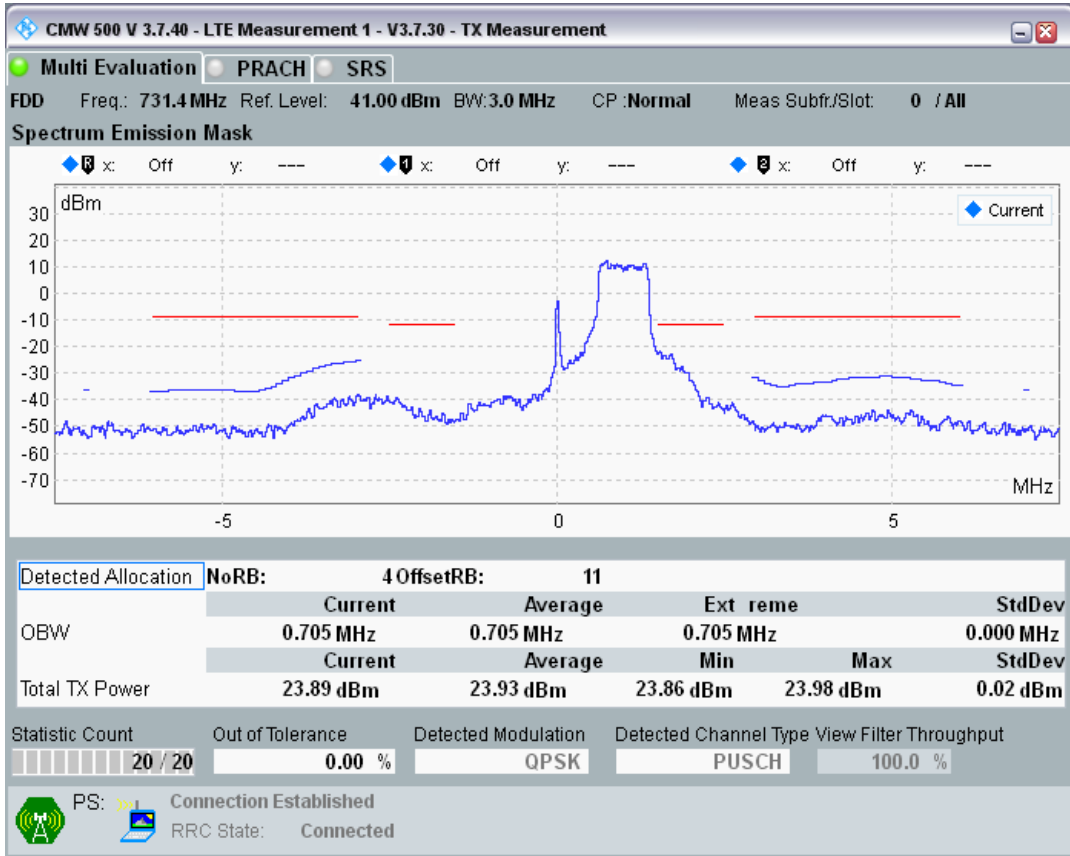 CMW 500 V 3.7.40 - LTE Measurement 1 - V3.7.30 - TX Measurement
Multi Evaluation PRACH SRS
FDD Freq.: 731.4 MHz Ref. Level: 41.00 dBm BW: 3.0 MHz CP :Normal Meas Subfr./Slot: 0 / All
Spectrum Emission Mask
R x: Off y: --- 1 x: Off y: --- 2 x: Off y: ---
dBm
Current
30
20
10
0
-10
-20
-30
-40
-50
-60
-70
MHz
-5 0 5
Detected Allocation NoRB: 4 OffsetRB: 11
Current Average Ext reme StdDev
OBW 0.705 MHz 0.705 MHz 0.705 MHz 0.000 MHz
Current Average Min Max StdDev
Total TX Power 23.89 dBm 23.93 dBm 23.86 dBm 23.98 dBm 0.02 dBm
Statistic Count Out of Tolerance Detected Modulation Detected Channel Type View Filter Throughput
20 / 20 0.00 % QPSK PUSCH 100.0 %
PS: Connection Established
RRC State: Connected